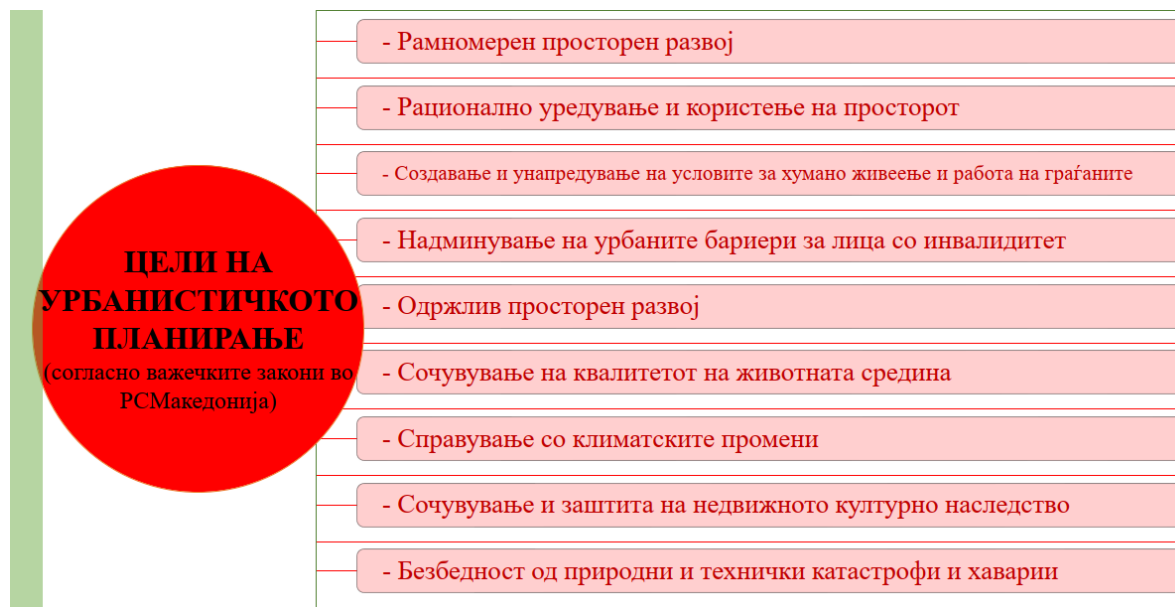 ЦЕЛИ НА
УРБАНИСТИЧКОТО
ПЛАНИРАЊЕ
(согласно важечките закони во
РСМакедонија)
- Рамномерен просторен развој
- Рационално уредување и користење на просторот
- Создавање и унапредување на условите за хумано живеење и работа на граѓаните
- Надминување на урбаните бариери за лица со инвалидитет
- Одржлив просторен развој
- Сочувување на квалитетот на животната средина
- Справување со климатските промени
- Сочувување и заштита на недвижното културно наследство
- Безбедност од природни и технички катастрофи и хаварии